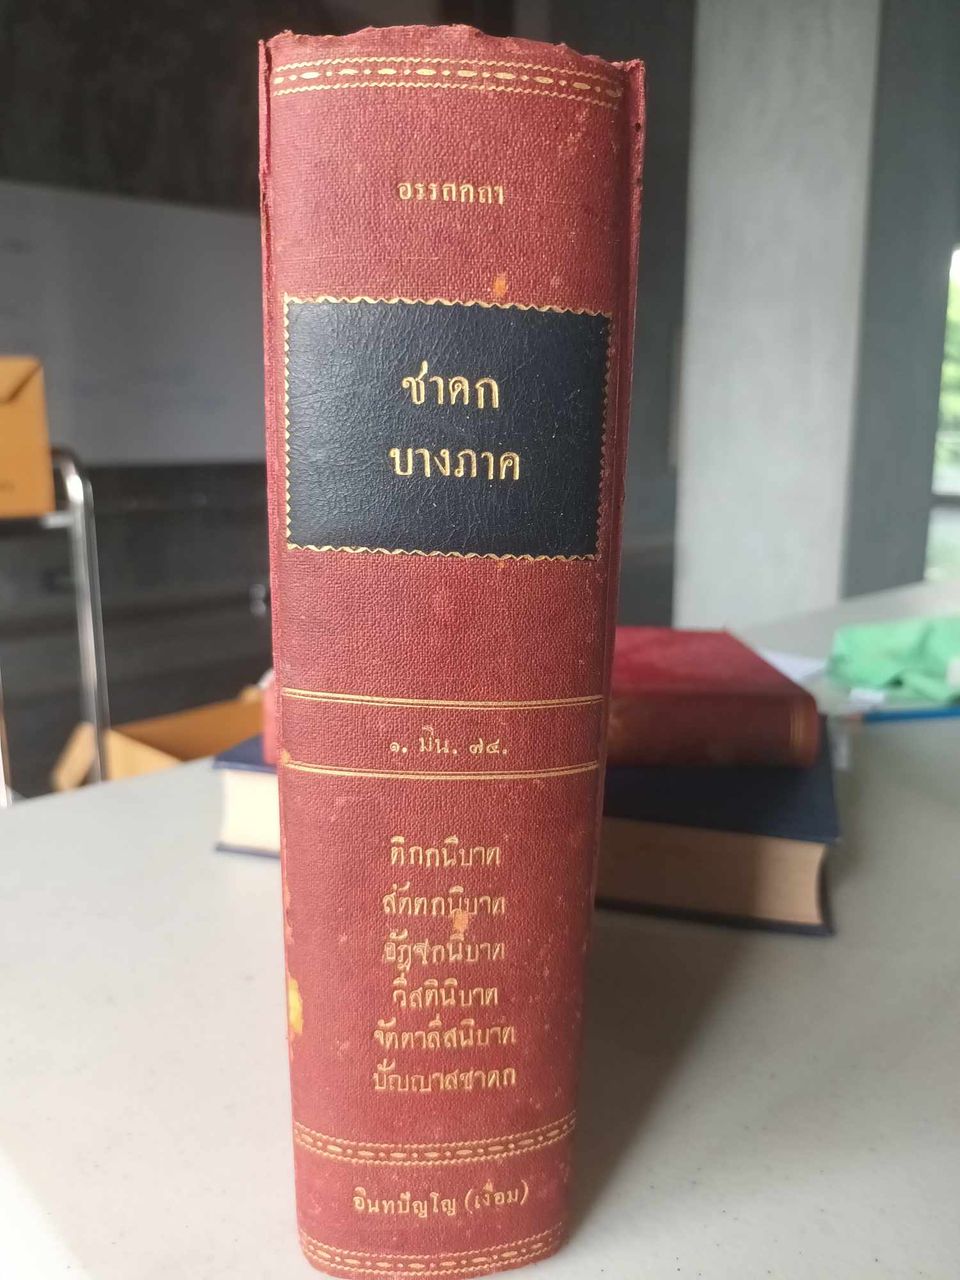 อรรถกถา
ชาดก
บางภาค
๑. มิน. ๗๔.
ติกกนิบาต
สัตตกนิบาต
อัฏฐกนิบาต
วีสตินิบาต
จัตตาลีสนิบาต
ปัญญาสชาดก
อินทปัญโญ (เงื่อม)